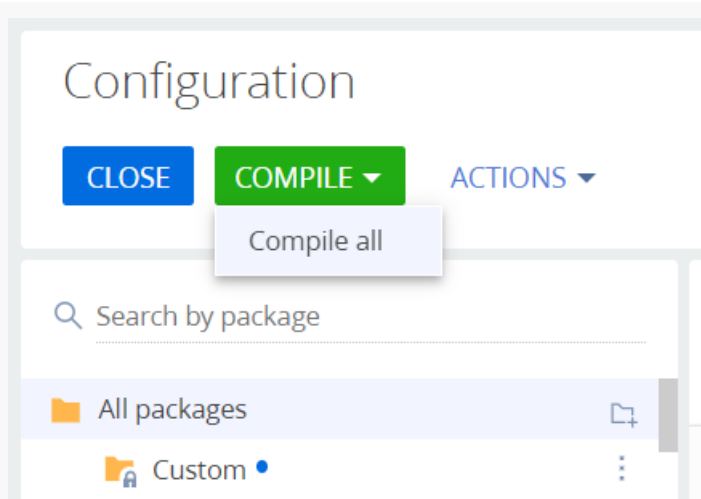 Configuration
CLOSE COMPILE ACTIONS
Compile all
Search by package
All packages
Custom